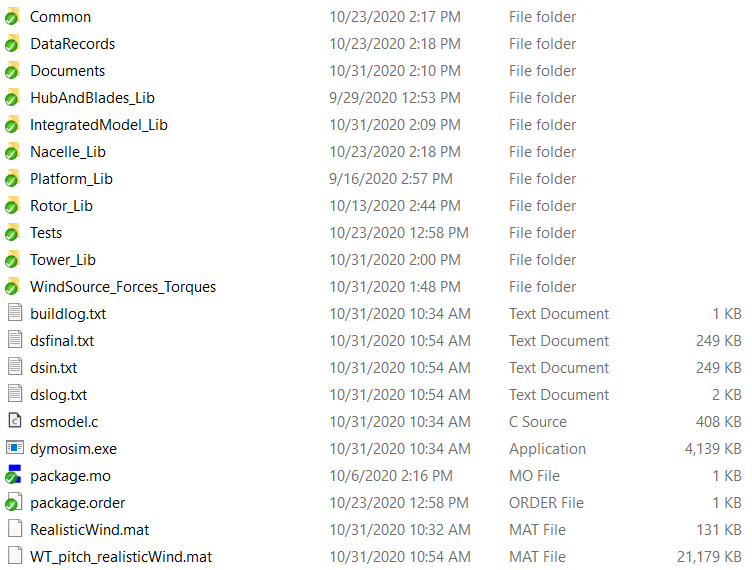 Common 10/23/2020 2:17 PM File folder
DataRecords 10/23/2020 2:18 PM File folder
Documents 10/31/2020 2:10 PM File folder
HubAndBlades_Lib 9/29/2020 12:53 PM File folder
IntegratedModel_Lib 10/31/2020 2:09 PM File folder
Nacelle_Lib 10/23/2020 2:18 PM File folder
Platform_Lib 9/16/2020 2:57 PM File folder
Rotor_Lib 10/13/2020 2:44 PM File folder
Tests 10/23/2020 12:58 PM File folder
Tower_Lib 10/31/2020 2:00 PM File folder
WindSource_Forces_Torques 10/31/2020 1:48 PM File folder
buildlog.txt 10/31/2020 10:34 AM Text Document 1 KB
dsfinal.txt 10/31/2020 10:54 AM Text Document 249 KB
dsin.txt 10/31/2020 10:54 AM Text Document 249 KB
dslog.txt 10/31/2020 10:54 AM Text Document 2 KB
dsmodel.c 10/31/2020 10:34 AM C Source 408 KB
dymosim.exe 10/31/2020 10:34 AM Application 4,139 KB
package.mo 10/6/2020 2:16 PM MO File 1 KB
package.order 10/23/2020 12:58 PM ORDER File 1 KB
RealisticWind.mat 10/31/2020 10:32 AM MAT File 131 KB
WT_pitch_realisticWind.mat 10/31/2020 10:54 AM MAT File 21,179 KB